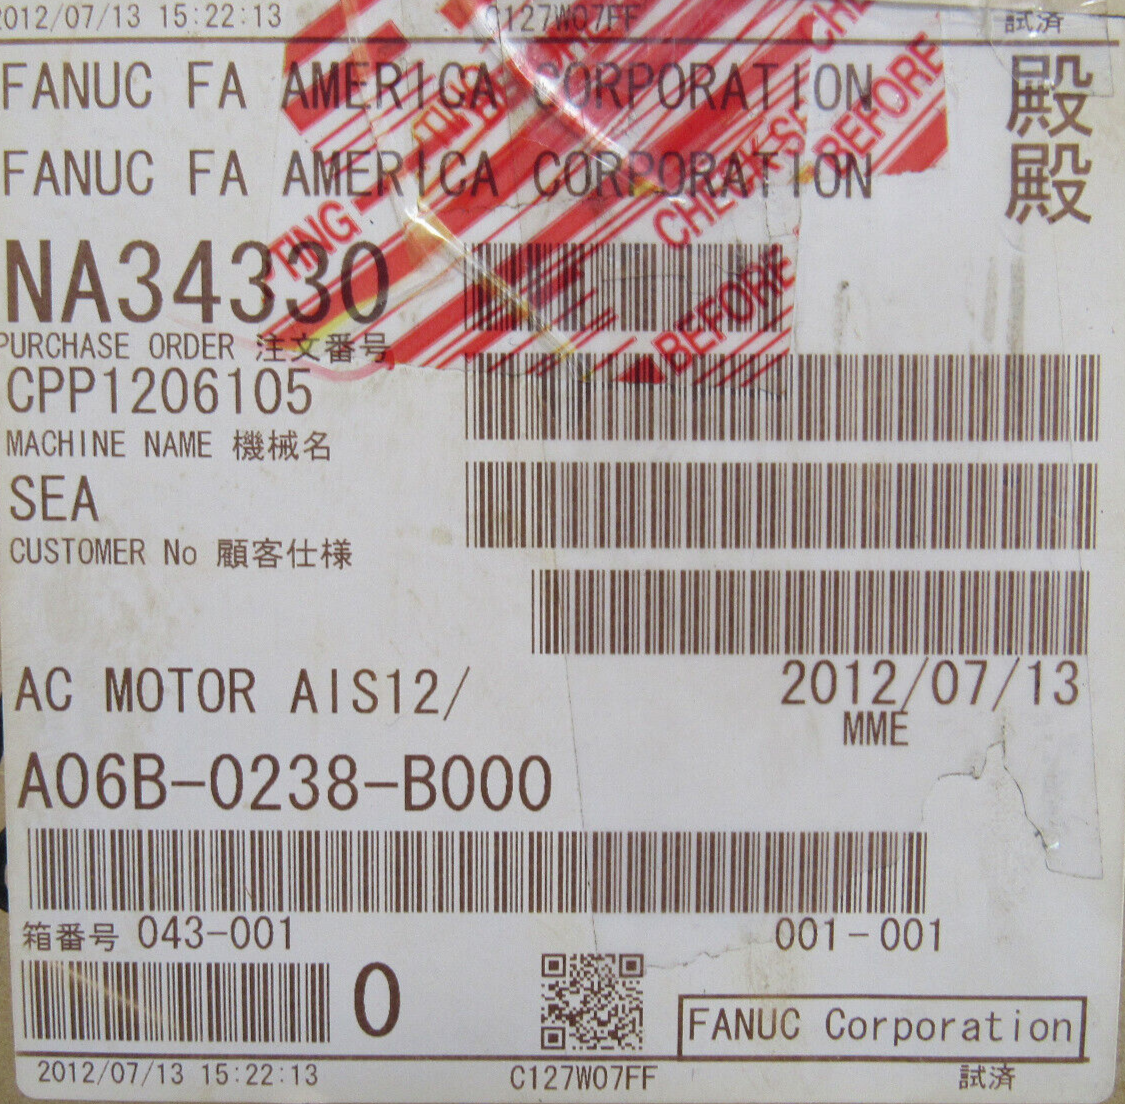 2012/07/13 15:22:13 C127W07FF 試済
FANUC FA AMERICA CORPORATION 殿
FANUC FA AMERICA CORPORATION 殿
NA34330
PURCHASE ORDER 注文番号
CPP1206105
MACHINE NAME 機械名
SEA
CUSTOMER No 顧客仕様
AC MOTOR AIS12/ 2012/07/13
MME
A06B-0238-B000
箱番号 043-001 001-001
0
FANUC Corporation
2012/07/13 15:22:13 C127W07FF 試済
TING
BEFORE
BEFORE